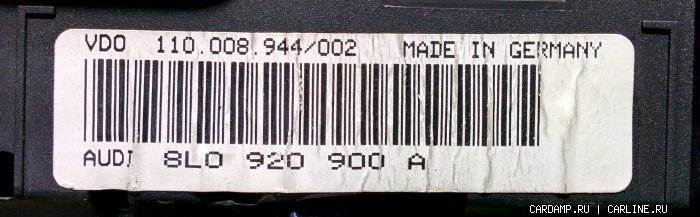 VDO 110.008.944/002 MADE IN GERMANY
AUDI 8L0 920 900 A
CARDAMP.RU | CARLINE.RU